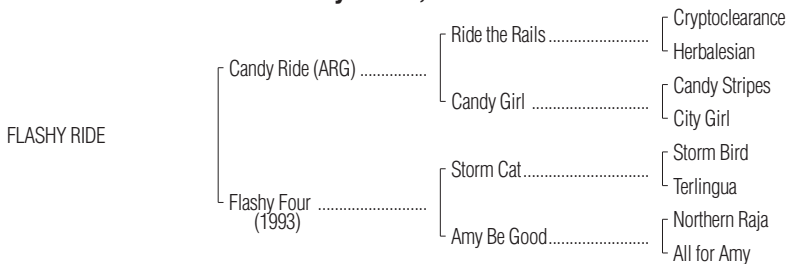 Cryptoclearance
Ride the Rails ........................
Herbalesian
Candy Ride (ARG) ................
Candy Stripes
Candy Girl ............................
City Girl
FLASHY RIDE
Storm Bird
Storm Cat..............................
Terlingua
Flashy Four ..........................
(1993)
Northern Raja
Amy Be Good........................
All for Amy